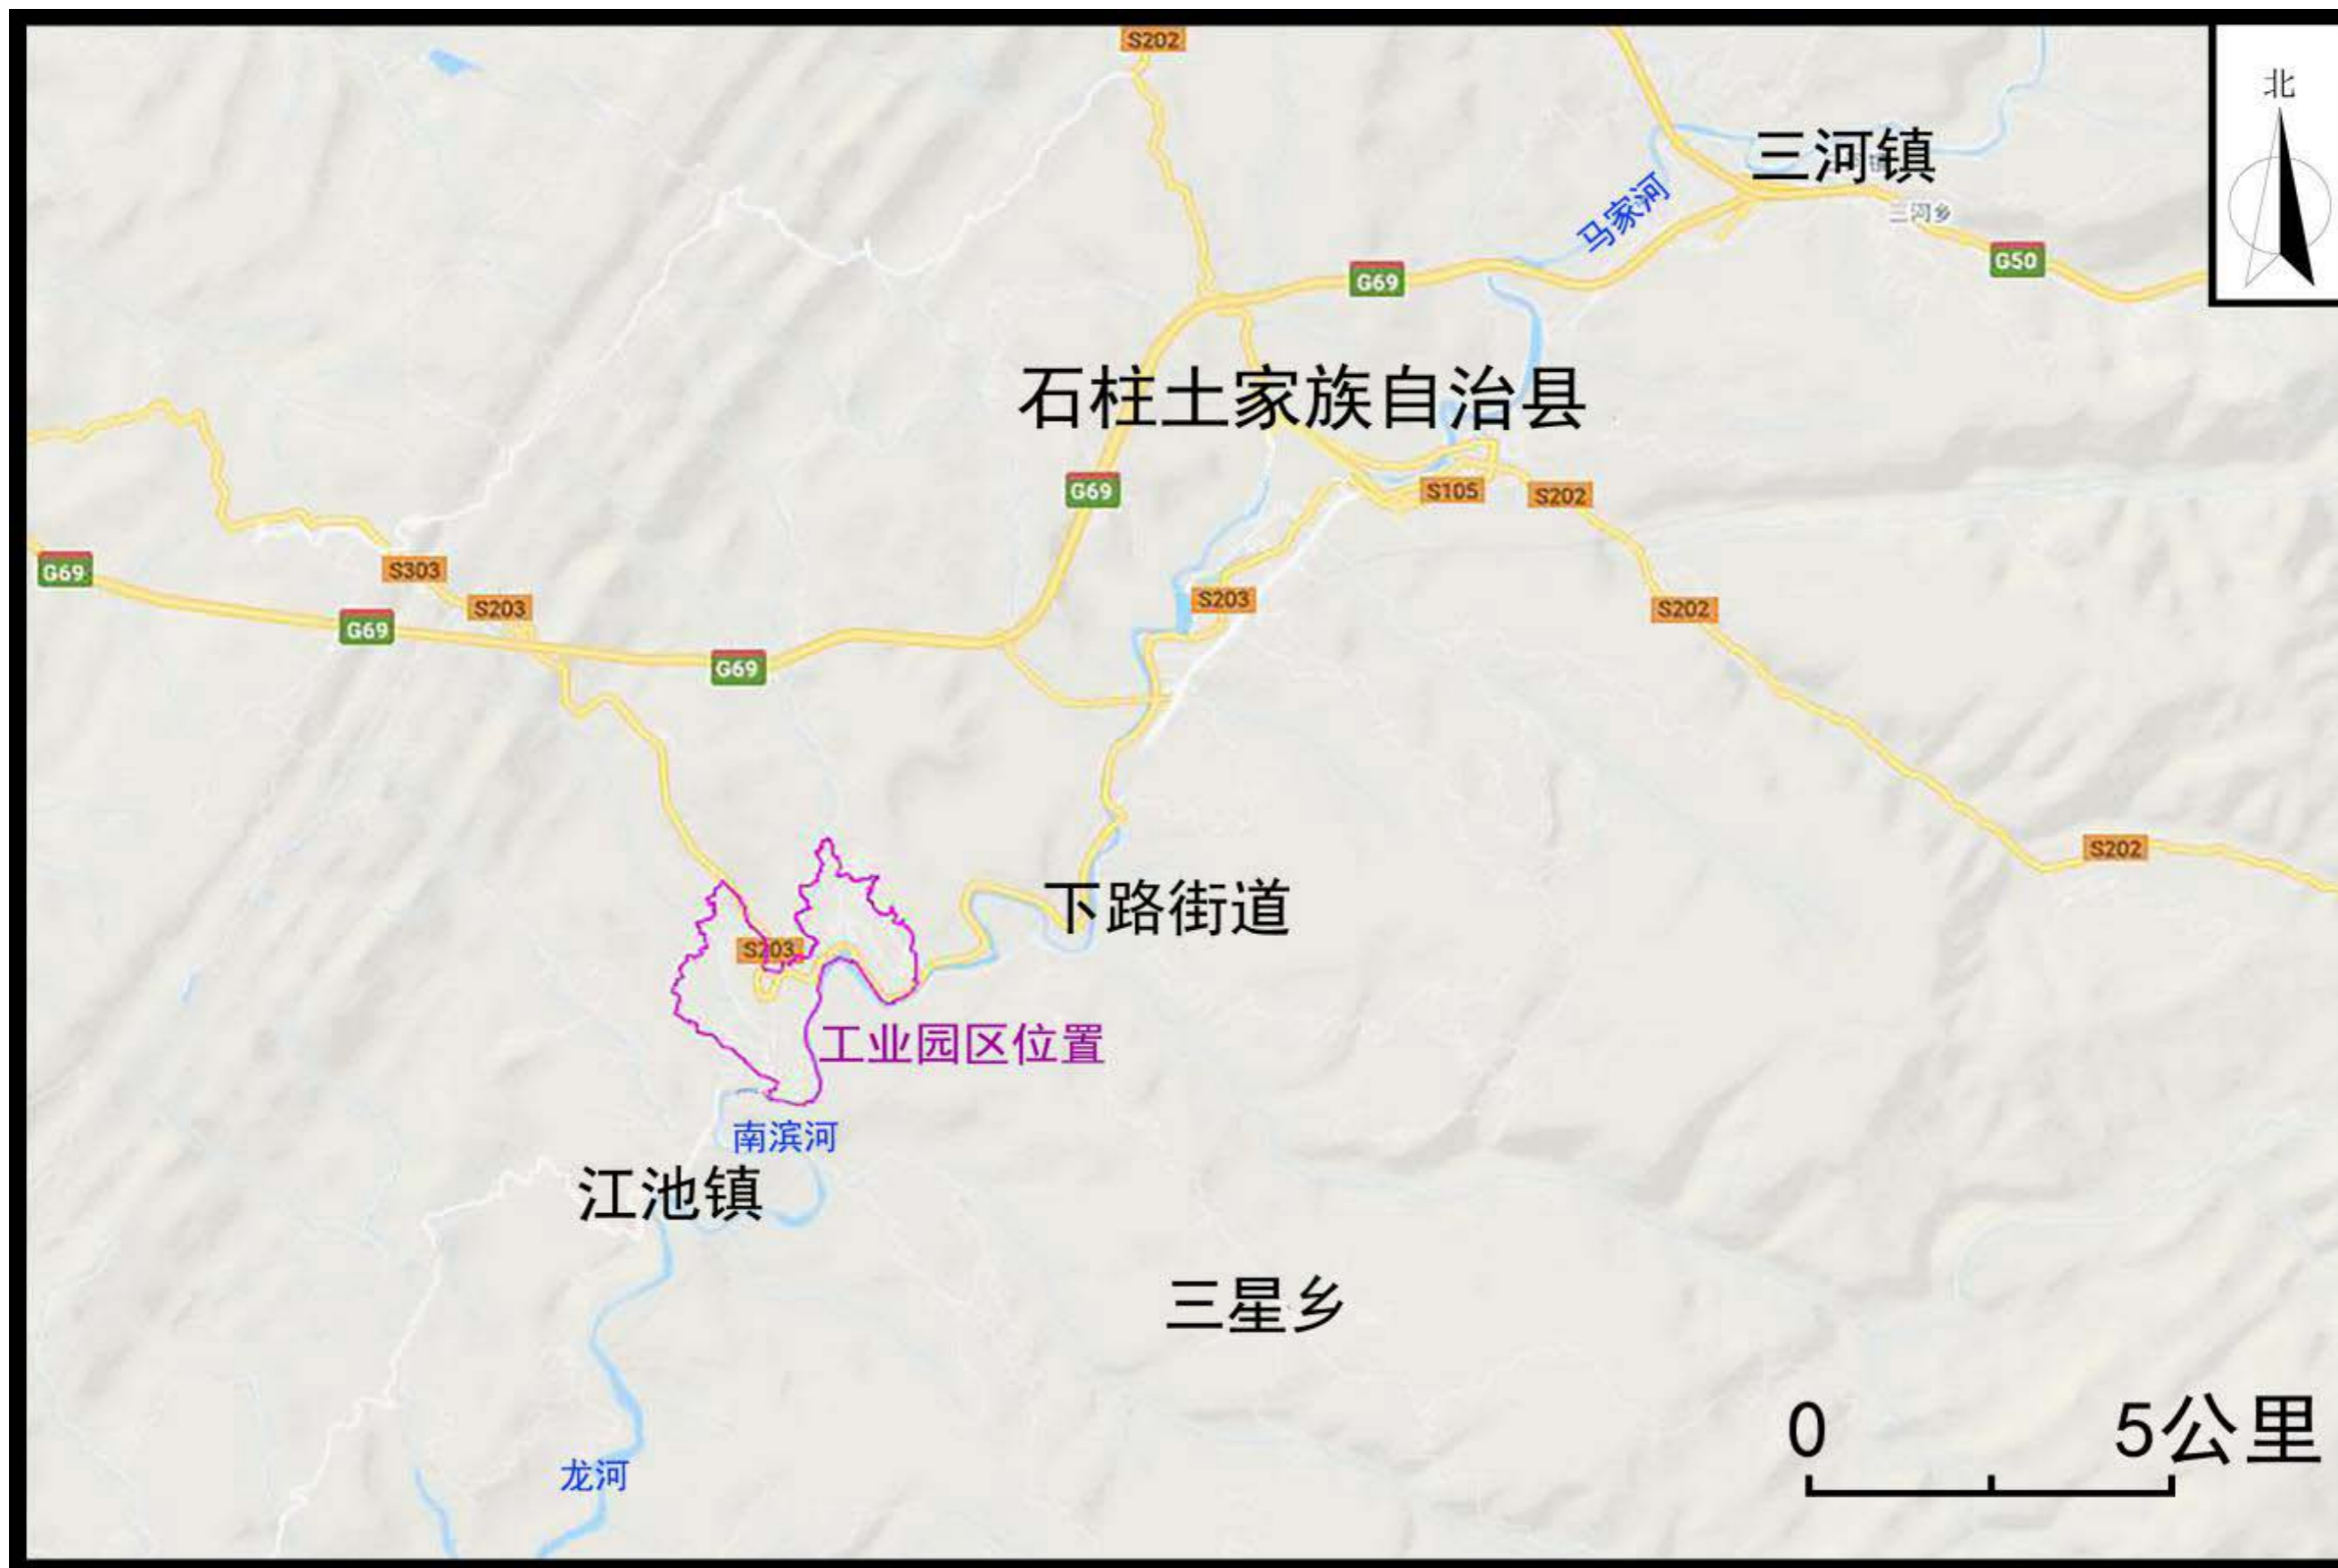 S202
北
三河镇
三河乡
马家河
G50
G69
石柱土家族自治县
G69
S105
S202
G69
S303
S203
S203
S202
G69
G69
S202
下路街道
S203
工业园区位置
南滨河
江池镇
三星乡
0
5公里
龙河